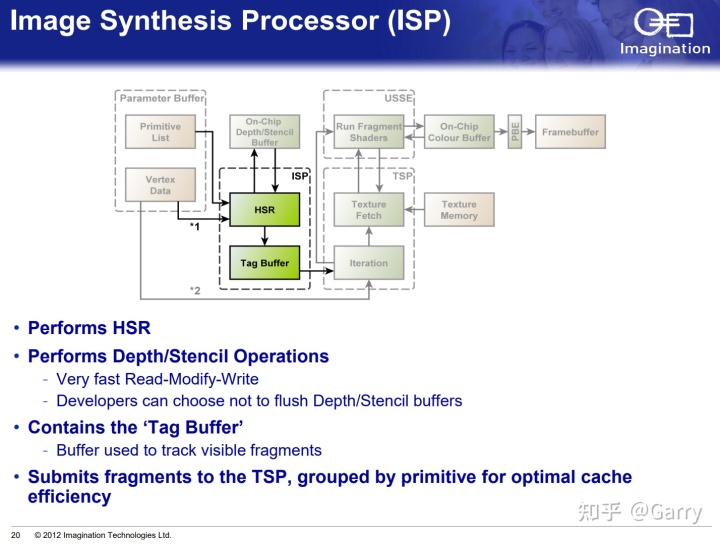 Image Synthesis Processor (ISP)
Imagination
Parameter Buffer
USSE
Primitive
List
On-Chip
Depth/Stencil
Buffer
Run Fragment
Shaders
On-Chip
Colour Buffer
PBE
Framebuffer
Vertex
Data
ISP
TSP
HSR
Texture
Fetch
Texture
Memory
*1
Tag Buffer
Iteration
*2
• Performs HSR
• Performs Depth/Stencil Operations
- Very fast Read-Modify-Write
- Developers can choose not to flush Depth/Stencil buffers
• Contains the ‘Tag Buffer’
- Buffer used to track visible fragments
• Submits fragments to the TSP, grouped by primitive for optimal cache
efficiency
知乎 @Garry
20 © 2012 Imagination Technologies Ltd.